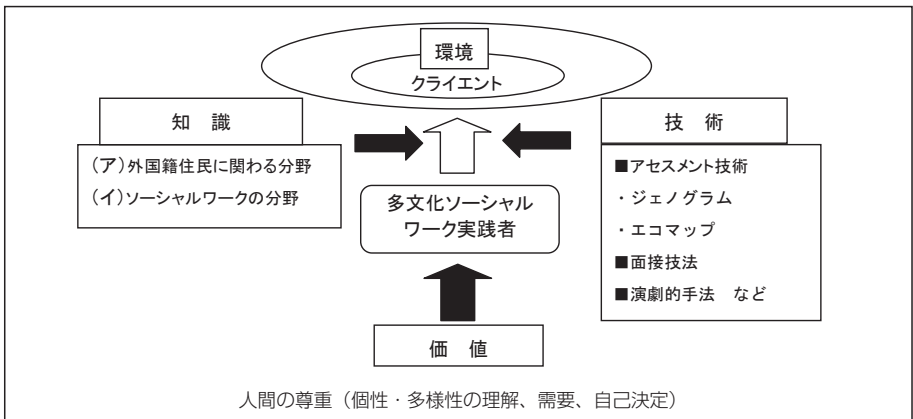 環境
クライエント
知　識
(ア)外国籍住民に関わる分野
(イ)ソーシャルワークの分野
技　術
■アセスメント技術
・ジェノグラム
・エコマップ
■面接技法
■演劇的手法　など
多文化ソーシャル
ワーク実践者
価　値
人間の尊重（個性・多様性の理解、需要、自己決定）